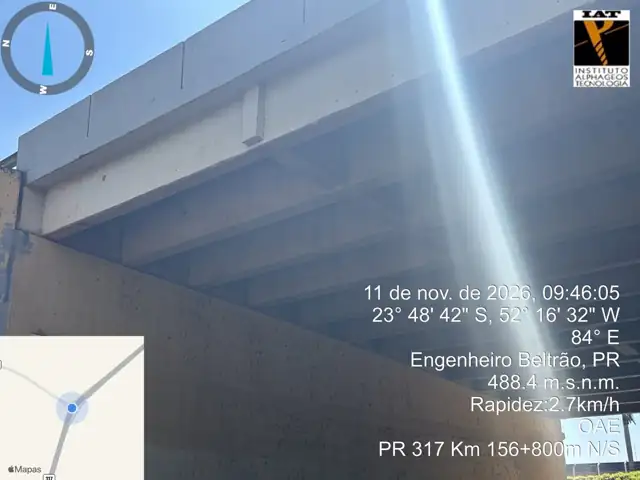 E
N
S
W
IAT
INSTITUTO
ALPHAGEOS
TECNOLOGIA
11 de nov. de 2026, 09:46:05
23° 48' 42" S, 52° 16' 32" W
84° E
Engenheiro Beltrão, PR
488.4 m.s.n.m.
Rapidez:2.7km/h
OAE
PR 317 Km 156+800m N/S
Mapas
317